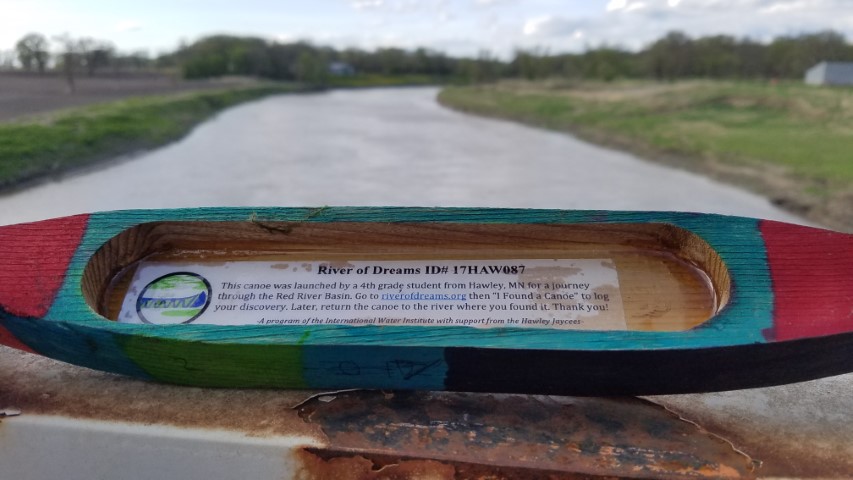 River of Dreams ID# 17HAW087
This canoe was launched by a 4th grade student from Hawley, MN for a journey
through the Red River Basin. Go to riverofdreams.org then "I Found a Canoe" to log
your discovery. Later, return the canoe to the river where you found it. Thank you!
-A program of the International Water Institute with support from the Hawley Jaycees-